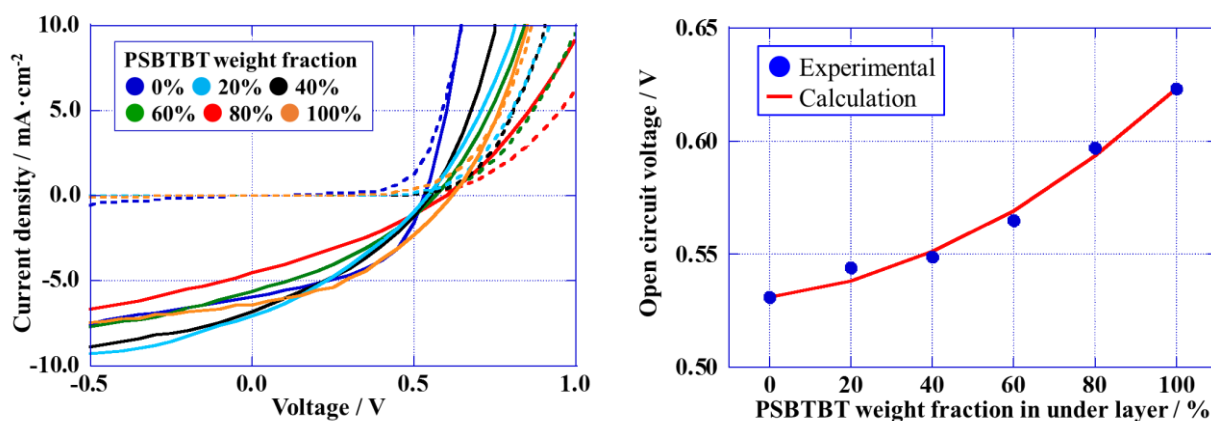 10.0
5.0
0.0
-5.0
-10.0
Current density / mA·cm-2
PSBTBT weight fraction
0% 20% 40%
60% 80% 100%
-0.5 0.0 0.5 1.0
Voltage / V
0.65
0.60
0.55
0.50
Open circuit voltage / V
Experimental
Calculation
0 20 40 60 80 100
PSBTBT weight fraction in under layer / %